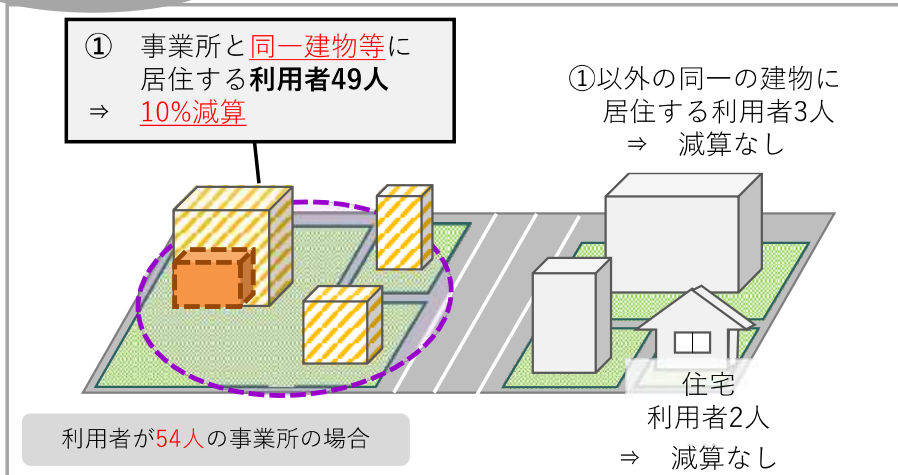 ① 事業所と同一建物等に
居住する利用者49人
⇒ 10%減算
①以外の同一の建物に
居住する利用者3人
⇒ 減算なし
住宅
利用者2人
⇒ 減算なし
利用者が54人の事業所の場合